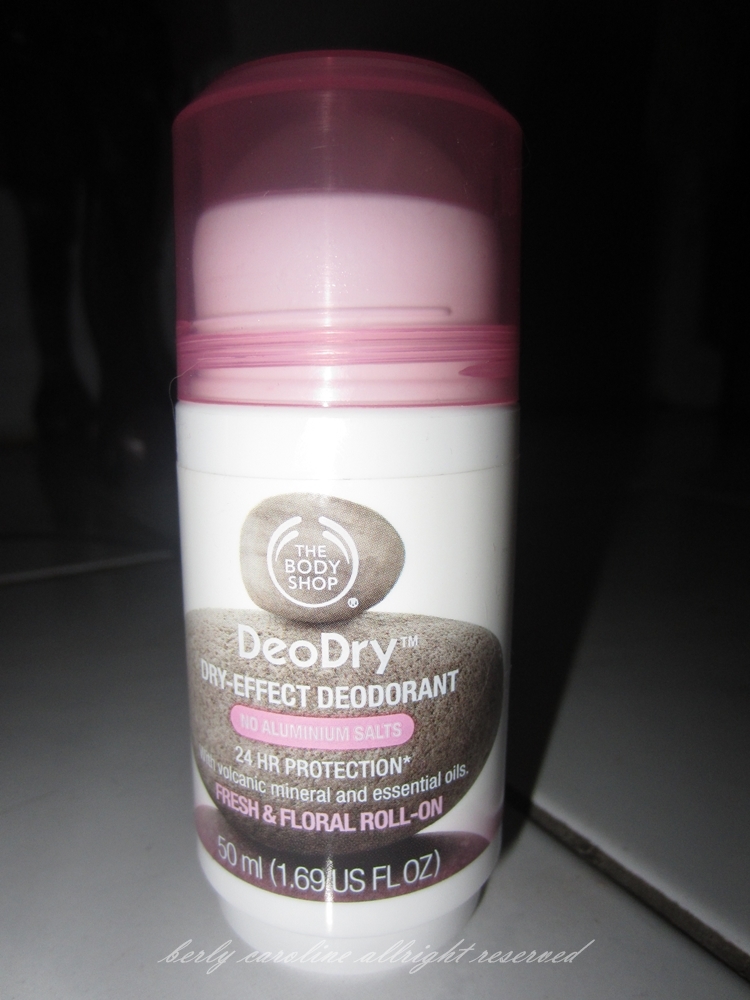 THE
BODY
SHOP
®
DeoDry™
DRY-EFFECT DEODORANT
NO ALUMINIUM SALTS
24 HR PROTECTION*
with volcanic mineral and essential oils.
FRESH & FLORAL ROLL-ON
50 ml (1.69 US FL OZ)
berly caroline allright reserved